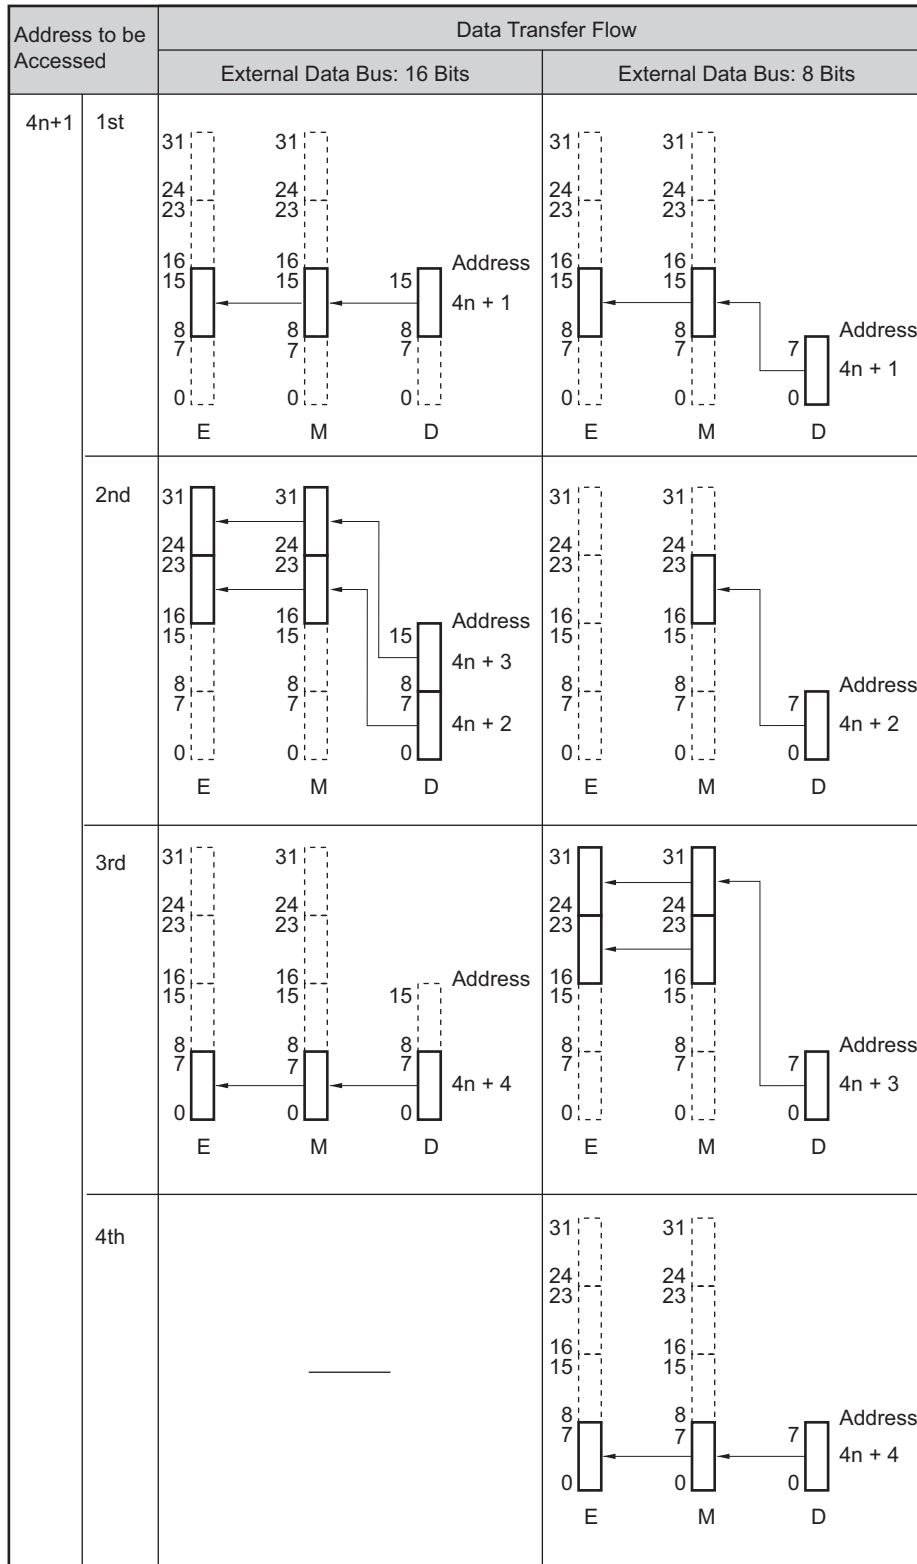 Address to be
Accessed
Data Transfer Flow
External Data Bus: 16 Bits
External Data Bus: 8 Bits
4n+1
1st
31
24
23
16
15
8
7
0
E
31
24
23
16
15
8
7
0
M
15
8
7
0
D
Address
4n + 1
31
24
23
16
15
8
7
0
E
31
24
23
16
15
8
7
0
M
7
0
D
Address
4n + 1
2nd
31
24
23
16
15
8
7
0
E
31
24
23
16
15
8
7
0
M
15
8
7
0
D
Address
4n + 3
4n + 2
31
24
23
16
15
8
7
0
E
31
24
23
16
15
8
7
0
M
7
0
D
Address
4n + 2
3rd
31
24
23
16
15
8
7
0
E
31
24
23
16
15
8
7
0
M
15
8
7
0
D
Address
4n + 4
31
24
23
16
15
8
7
0
E
31
24
23
16
15
8
7
0
M
7
0
D
Address
4n + 3
4th
31
24
23
16
15
8
7
0
E
31
24
23
16
15
8
7
0
M
7
0
D
Address
4n + 4